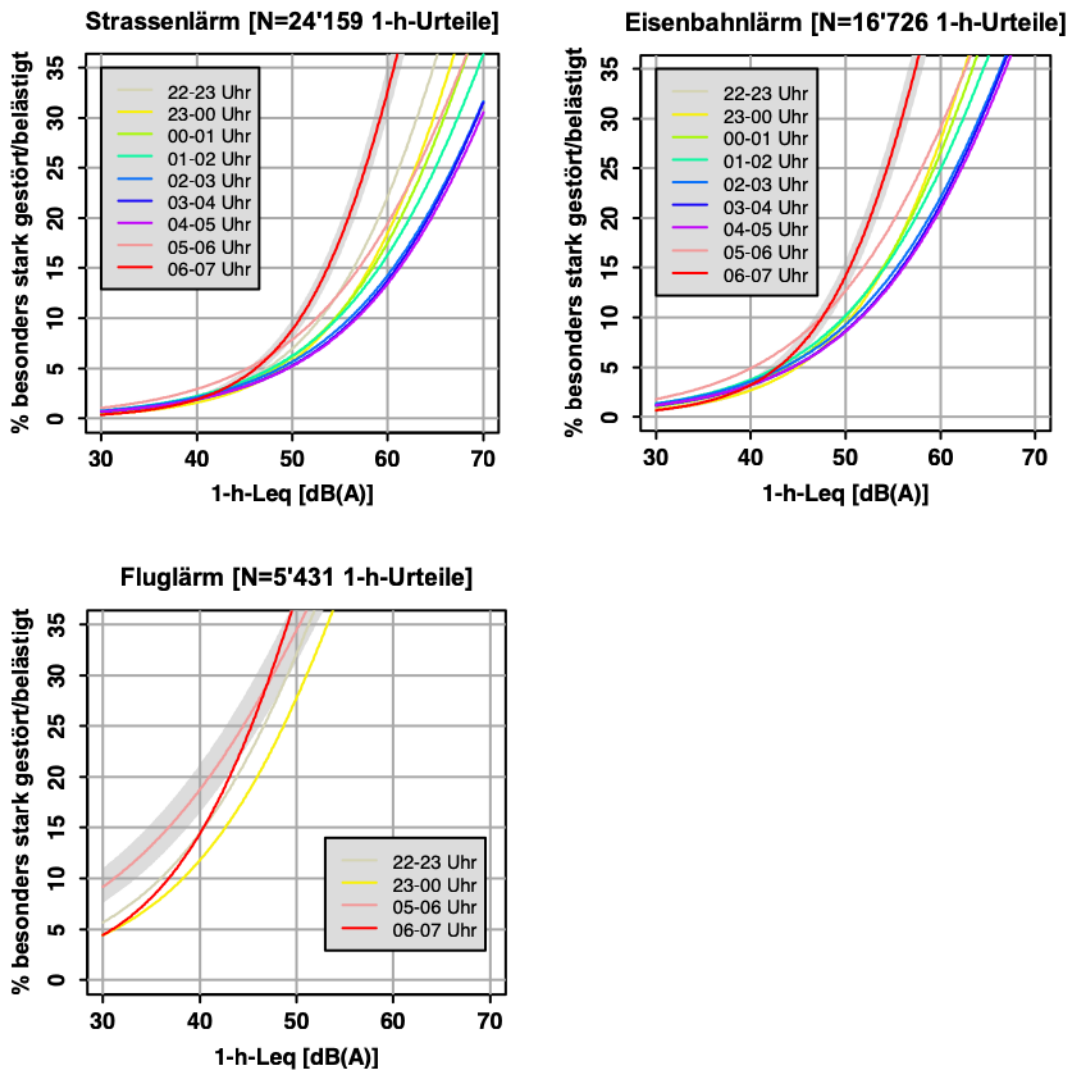 Strassenlärm [N=24'159 1-h-Urteile]
% besonders stark gestört/belästigt
35
30
25
20
15
10
5
0
22-23 Uhr
23-00 Uhr
00-01 Uhr
01-02 Uhr
02-03 Uhr
03-04 Uhr
04-05 Uhr
05-06 Uhr
06-07 Uhr
30 40 50 60 70
1-h-Leq [dB(A)]
Eisenbahnlärm [N=16'726 1-h-Urteile]
% besonders stark gestört/belästigt
35
30
25
20
15
10
5
0
22-23 Uhr
23-00 Uhr
00-01 Uhr
01-02 Uhr
02-03 Uhr
03-04 Uhr
04-05 Uhr
05-06 Uhr
06-07 Uhr
30 40 50 60 70
1-h-Leq [dB(A)]
Fluglärm [N=5'431 1-h-Urteile]
% besonders stark gestört/belästigt
35
30
25
20
15
10
5
0
22-23 Uhr
23-00 Uhr
05-06 Uhr
06-07 Uhr
30 40 50 60 70
1-h-Leq [dB(A)]